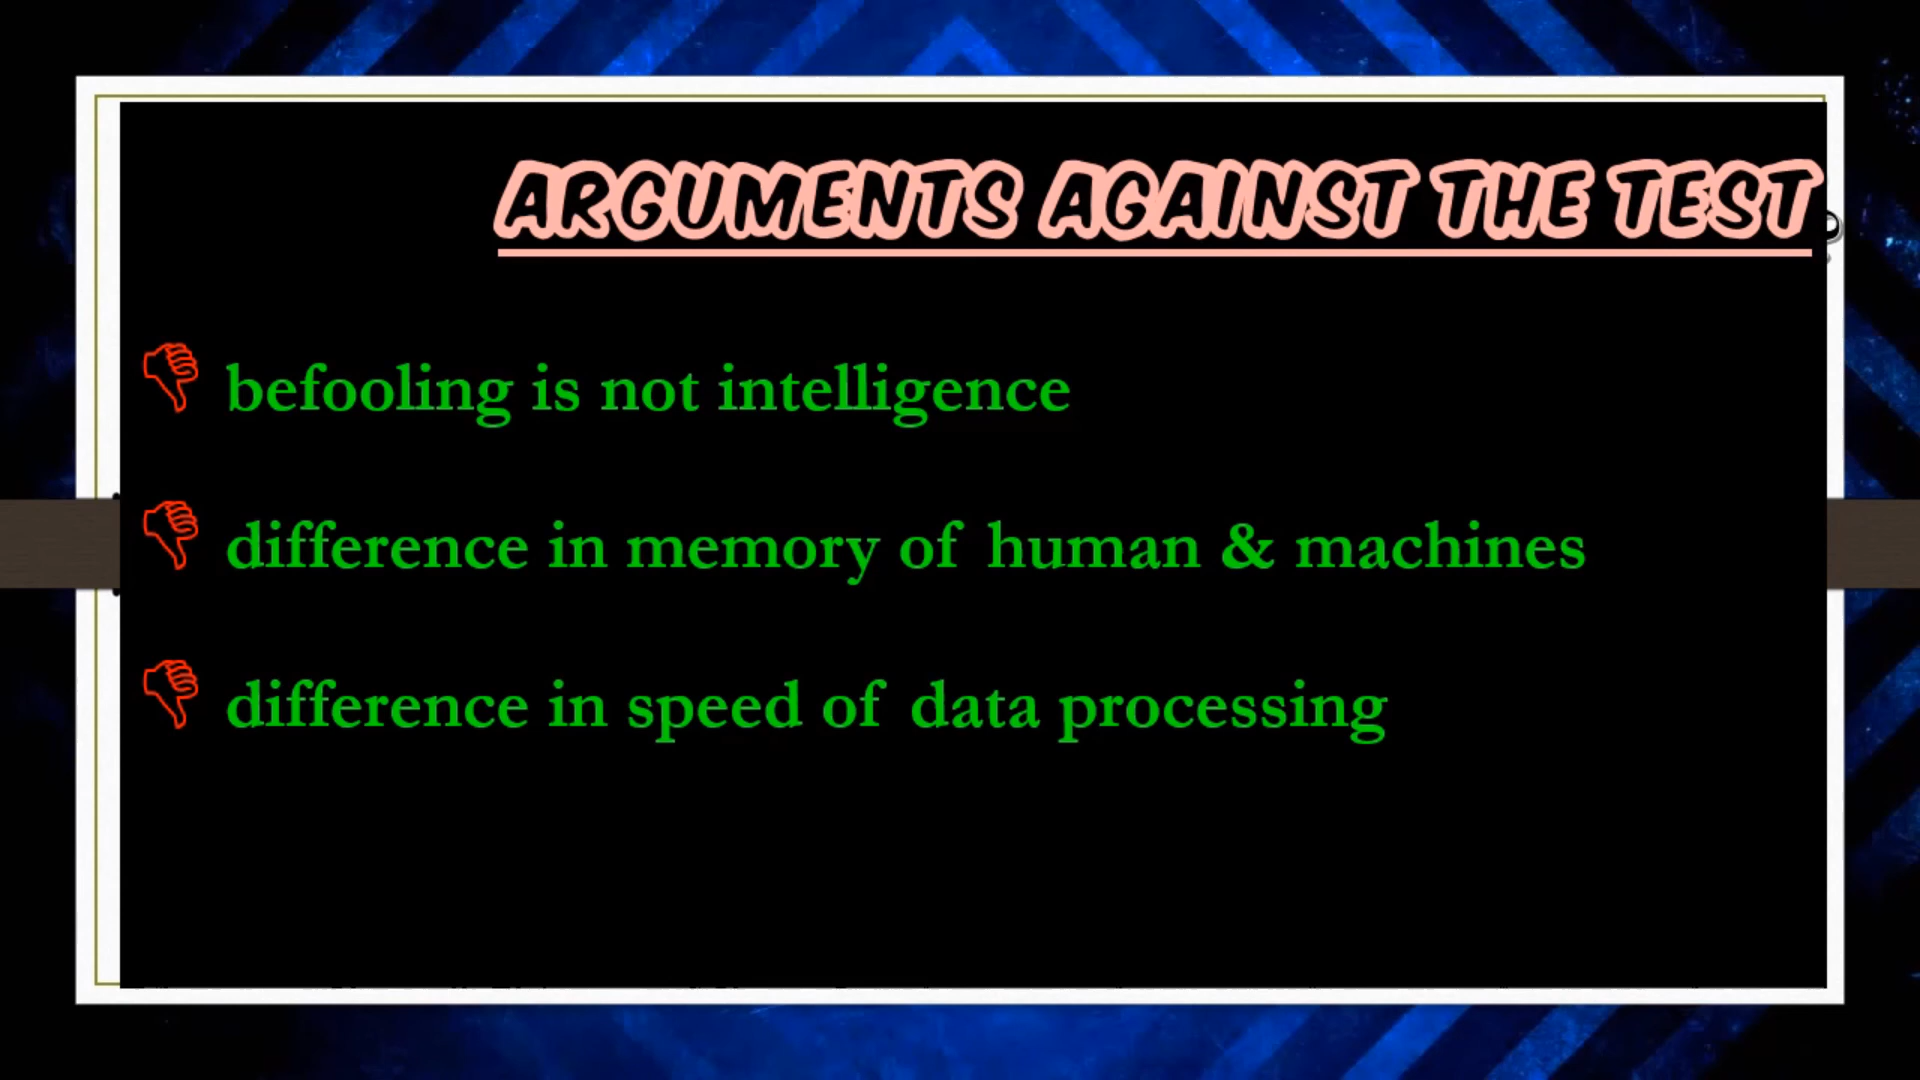 ARGUMENTS AGAINST THE TEST
befooling is not intelligence
difference in memory of human & machines
difference in speed of data processing